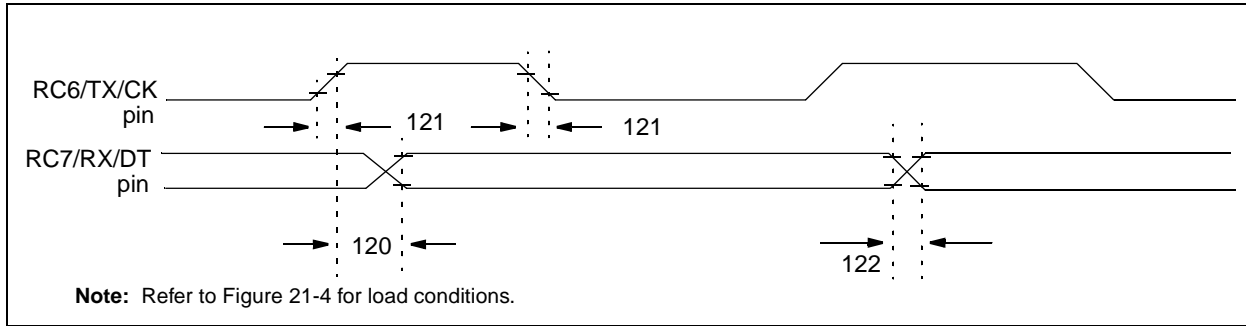 RC6/TX/CK
pin
121
121
RC7/RX/DT
pin
120
122
Note: Refer to Figure 21-4 for load conditions.